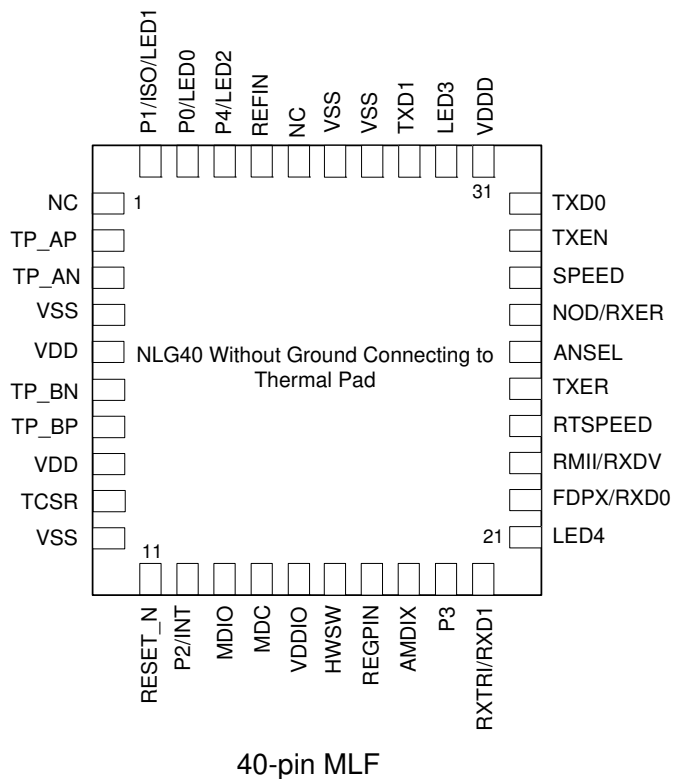 P1/ISO/LED1
P0/LED0
P4/LED2
REFIN
NC
VSS
VSS
TXD1
LED3
VDDD
31
NC
1
TP_AP
TP_AN
VSS
VDD
TP_BN
TP_BP
VDD
TCSR
VSS
NLG40 Without Ground Connecting to
Thermal Pad
TXD0
TXEN
SPEED
NOD/RXER
ANSEL
TXER
RTSPEED
RMII/RXDV
FDPX/RXD0
21
LED4
11
RESET_N
P2/INT
MDIO
MDC
VDDIO
HWSW
REGPIN
AMDIX
P3
RXTRI/RXD1
40-pin MLF